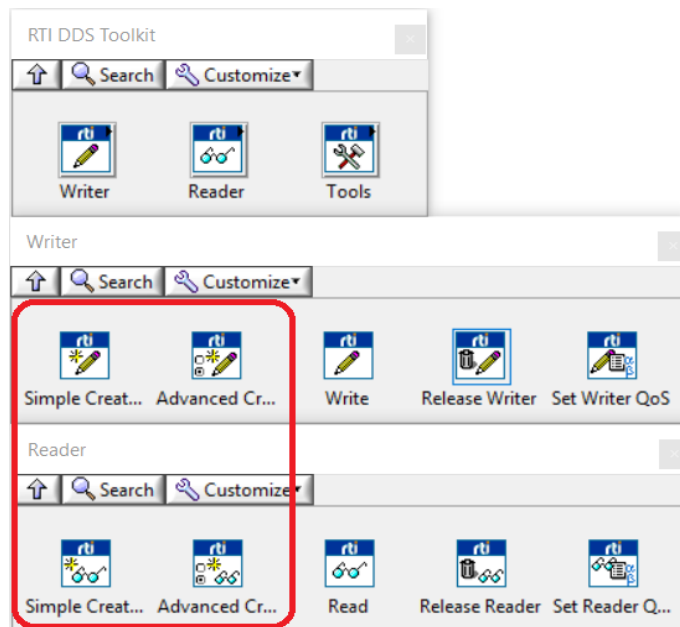 RTI DDS Toolkit
Search Customize
rti rti rti
Writer Reader Tools
Writer
Search Customize
rti rti rti rti rti
αβ
Simple Creat... Advanced Cr... Write Release Writer Set Writer QoS
Reader
Search Customize
rti rti rti rti rti
αβ
Simple Creat... Advanced Cr... Read Release Reader Set Reader Q...